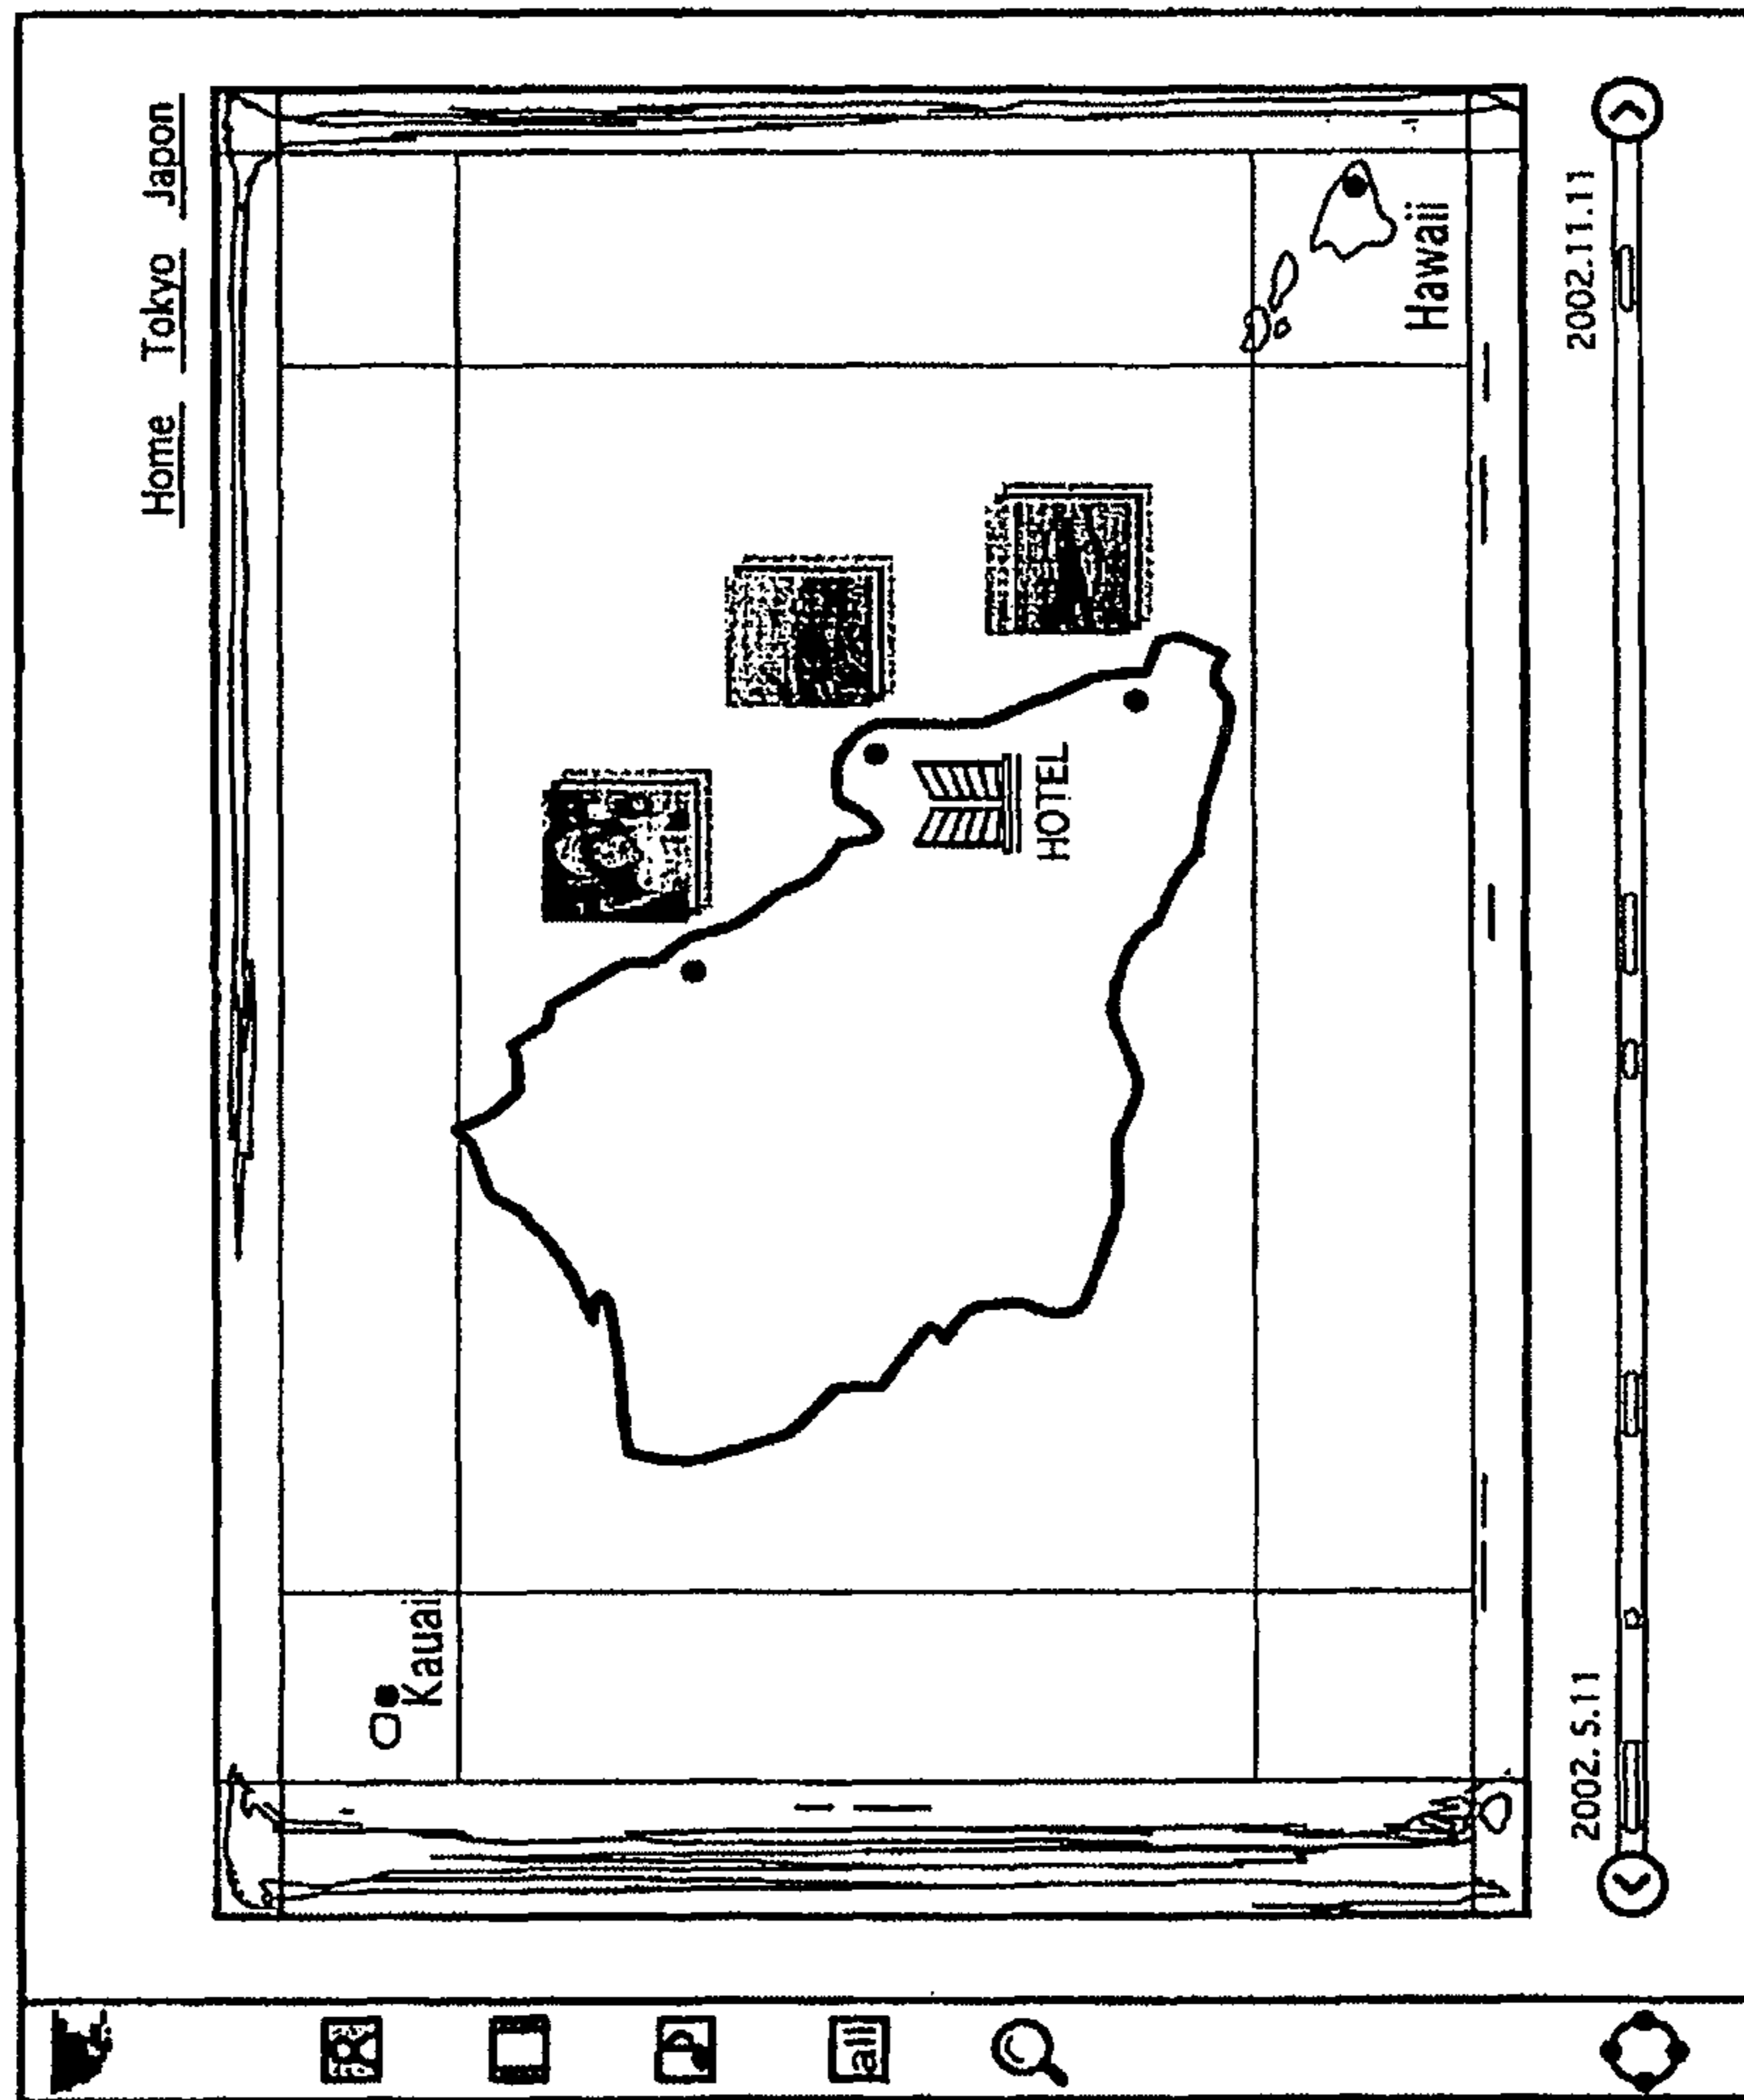 Home Tokyo Japon
Kauai
HOTEL
Hawaii
2002. 5.11
2002.11.11
all